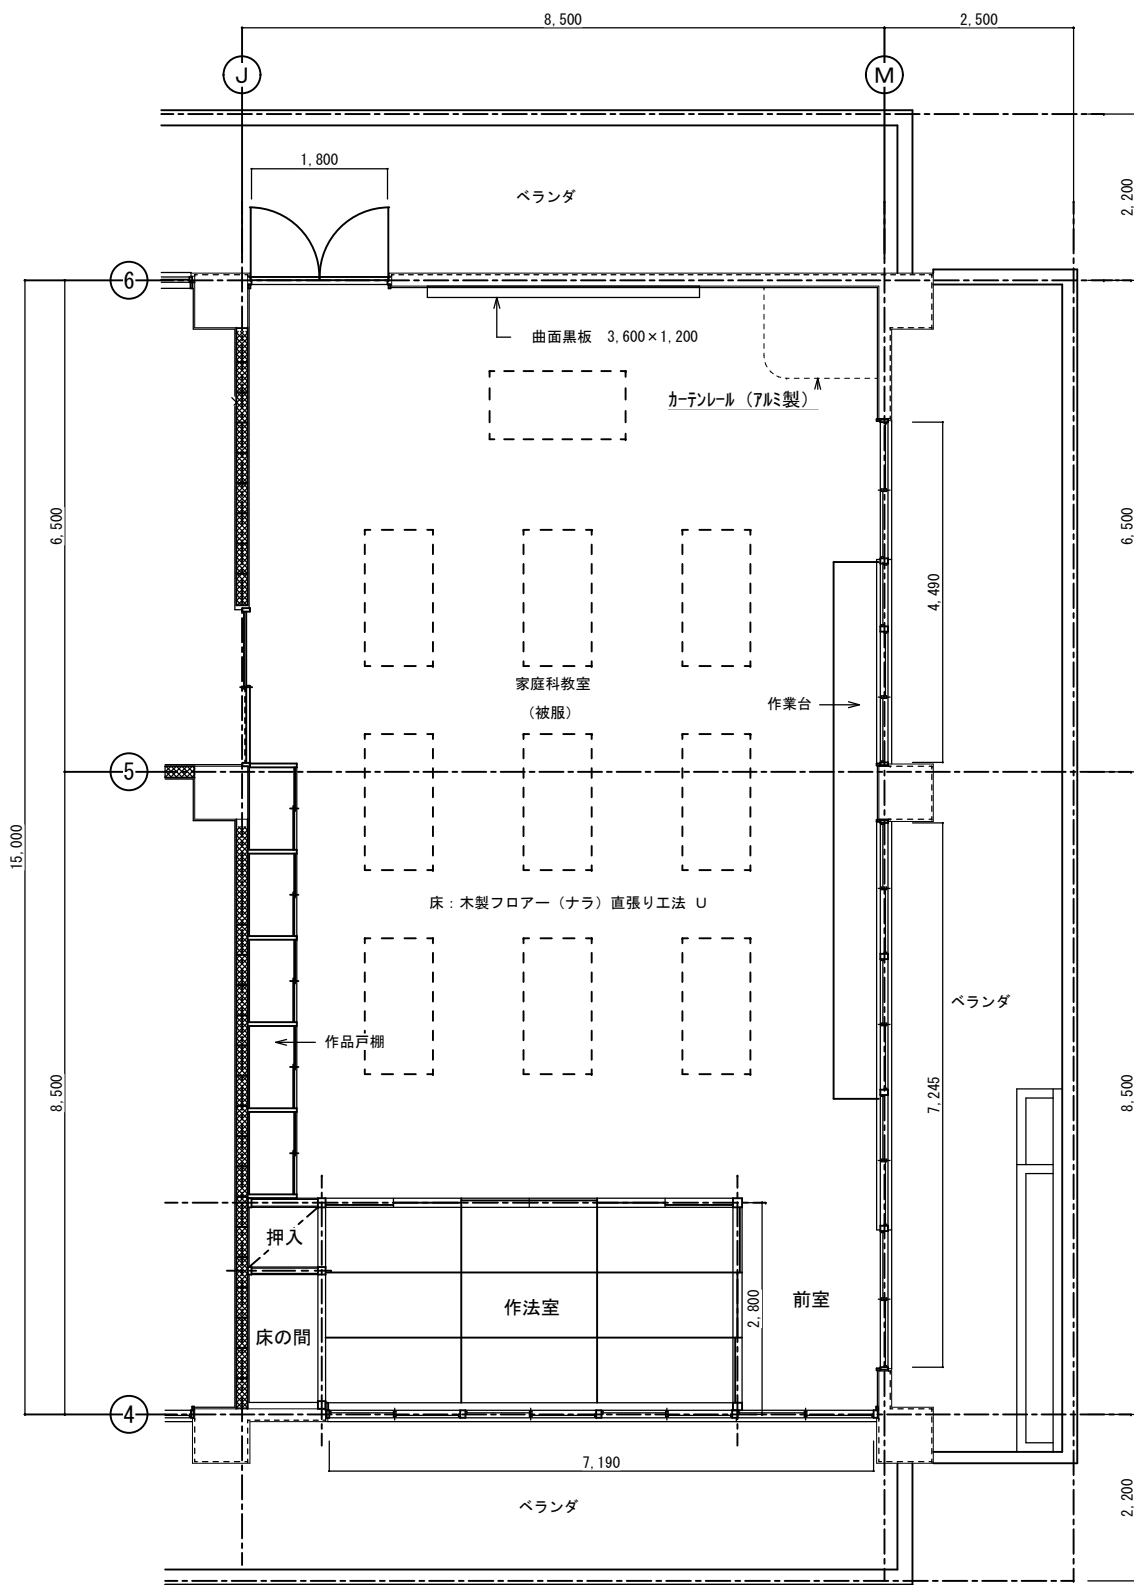 8,500
2,500
J
M
1,800
ベランダ
2,200
6
曲面黒板 3,600×1,200
カーテンレール (アルミ製)
6,500
6,500
4,490
家庭科教室
(被服)
作業台
5
15,000
床:木製フロアー(ナラ)直張り工法 U
ベランダ
作品戸棚
8,500
7,245
8,500
押入
作法室
前室
2,800
床の間
4
7,190
ベランダ
2,200